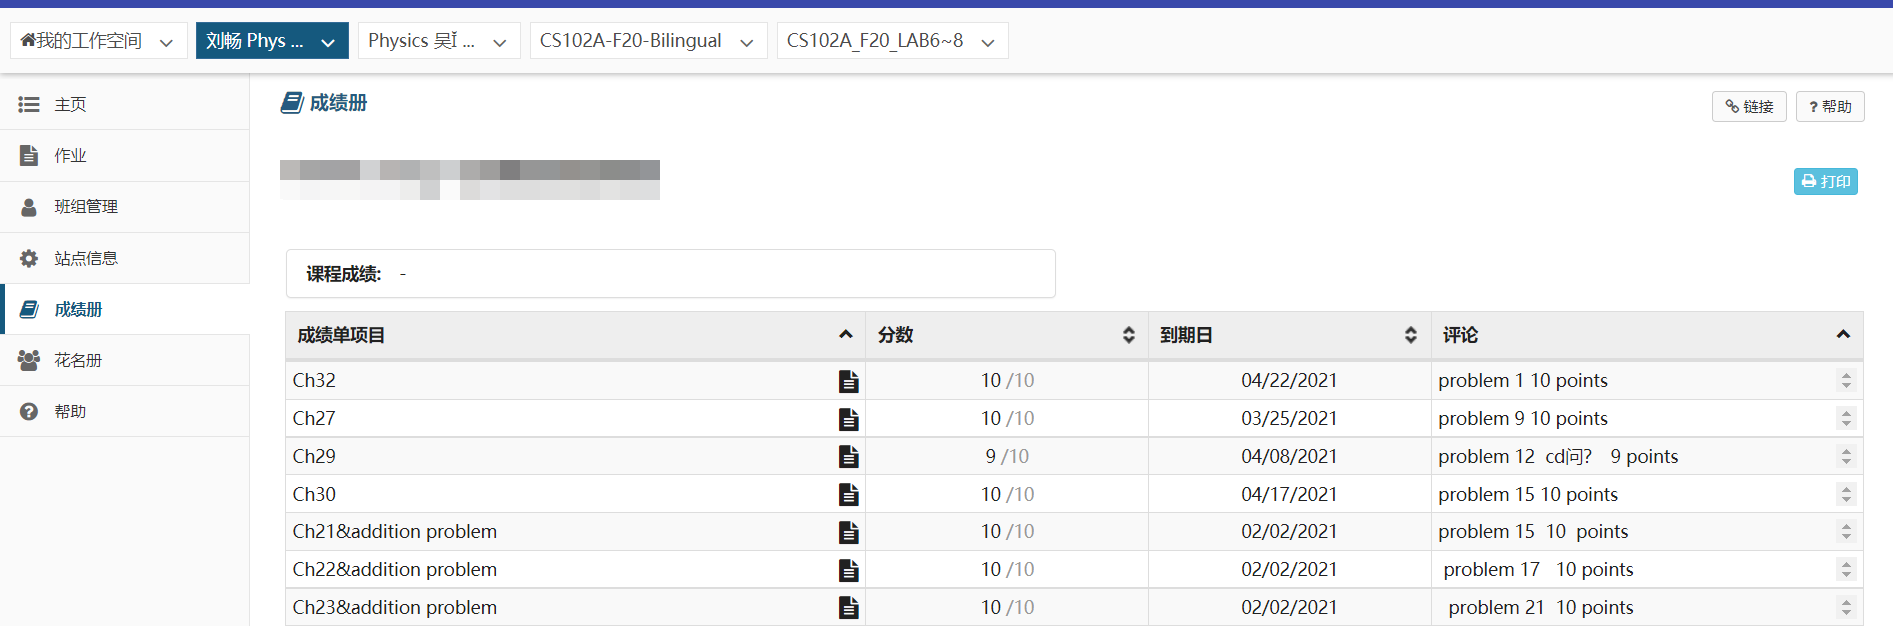 我的工作空间
刘畅 Phys ...
Physics 吴Ǐ ...
CS102A-F20-Bilingual
CS102A_F20_LAB6~8
主页
作业
班组管理
站点信息
成绩册
花名册
帮助
成绩册
链接
? 帮助
打印
课程成绩: -
成绩单项目 分数 到期日 评论
Ch32 10 /10 04/22/2021 problem 1 10 points
Ch27 10 /10 03/25/2021 problem 9 10 points
Ch29 9 /10 04/08/2021 problem 12 cd问? 9 points
Ch30 10 /10 04/17/2021 problem 15 10 points
Ch21&addition problem 10 /10 02/02/2021 problem 15 10 points
Ch22&addition problem 10 /10 02/02/2021 problem 17 10 points
Ch23&addition problem 10 /10 02/02/2021 problem 21 10 points